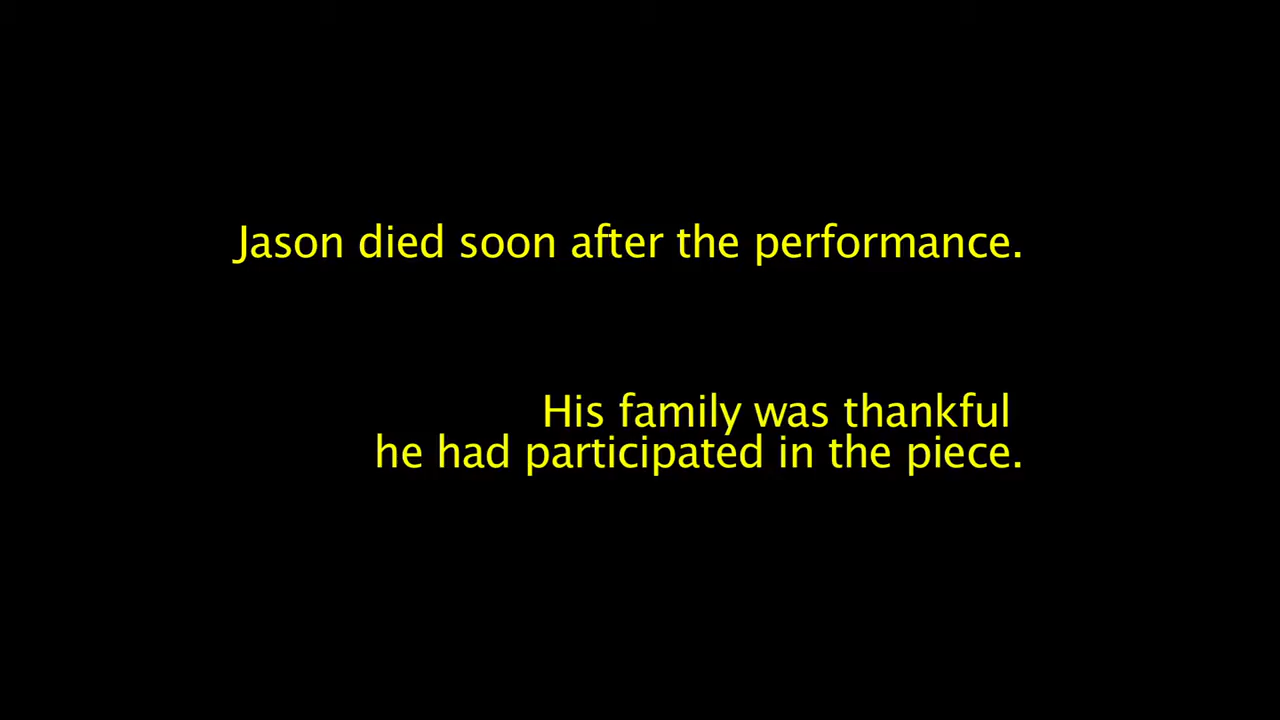 Jason died soon after the performance.
His family was thankful
he had participated in the piece.